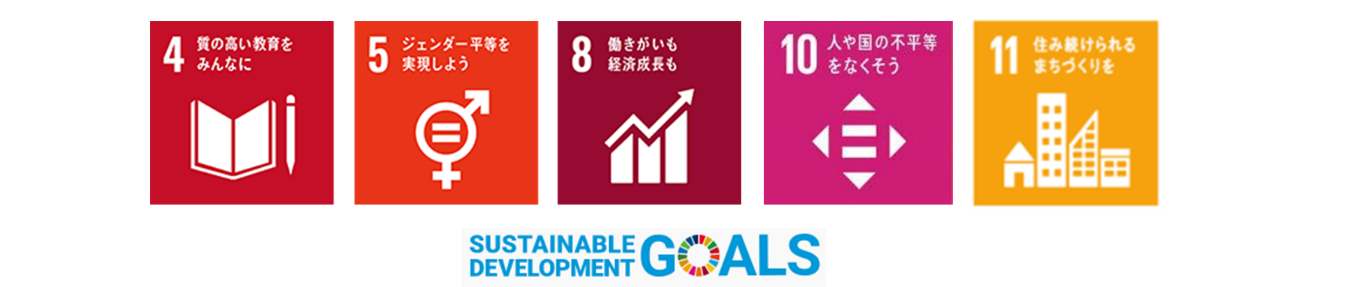 4 質の高い教育を
みんなに
5 ジェンダー平等を
実現しよう
8 働きがいも
経済成長も
10 人や国の不平等
をなくそう
11 住み続けられる
まちづくりを
SUSTAINABLE
DEVELOPMENT
GOALS